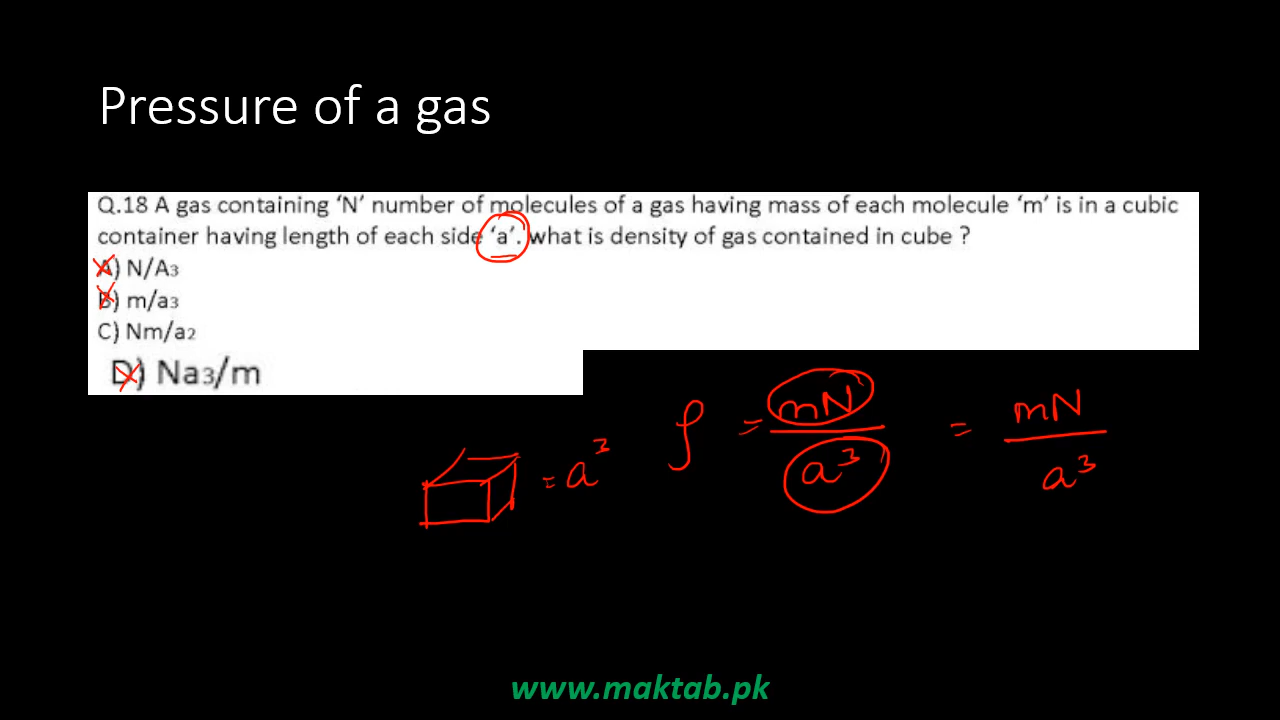 Pressure of a gas
Q.18 A gas containing ‘N’ number of molecules of a gas having mass of each molecule ‘m’ is in a cubic
container having length of each side ‘a’. what is density of gas contained in cube ?
A) N/A3
B) m/a3
C) Nm/a2
D) Na3/m
= a³ ρ = mN/a³ = mN/a³
www.maktab.pk